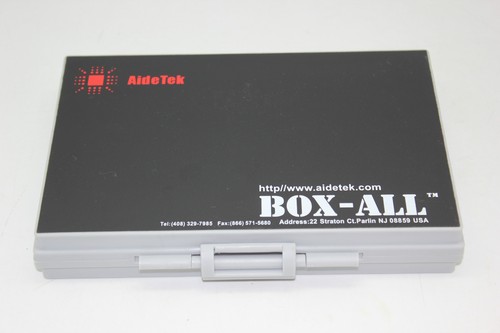 AideTek
http//www.aidetek.com
BOX-ALL™
Tel:(408) 329-7985 Fax:(866) 571-5680 Address:22 Straton Ct.Parlin NJ 08859 USA